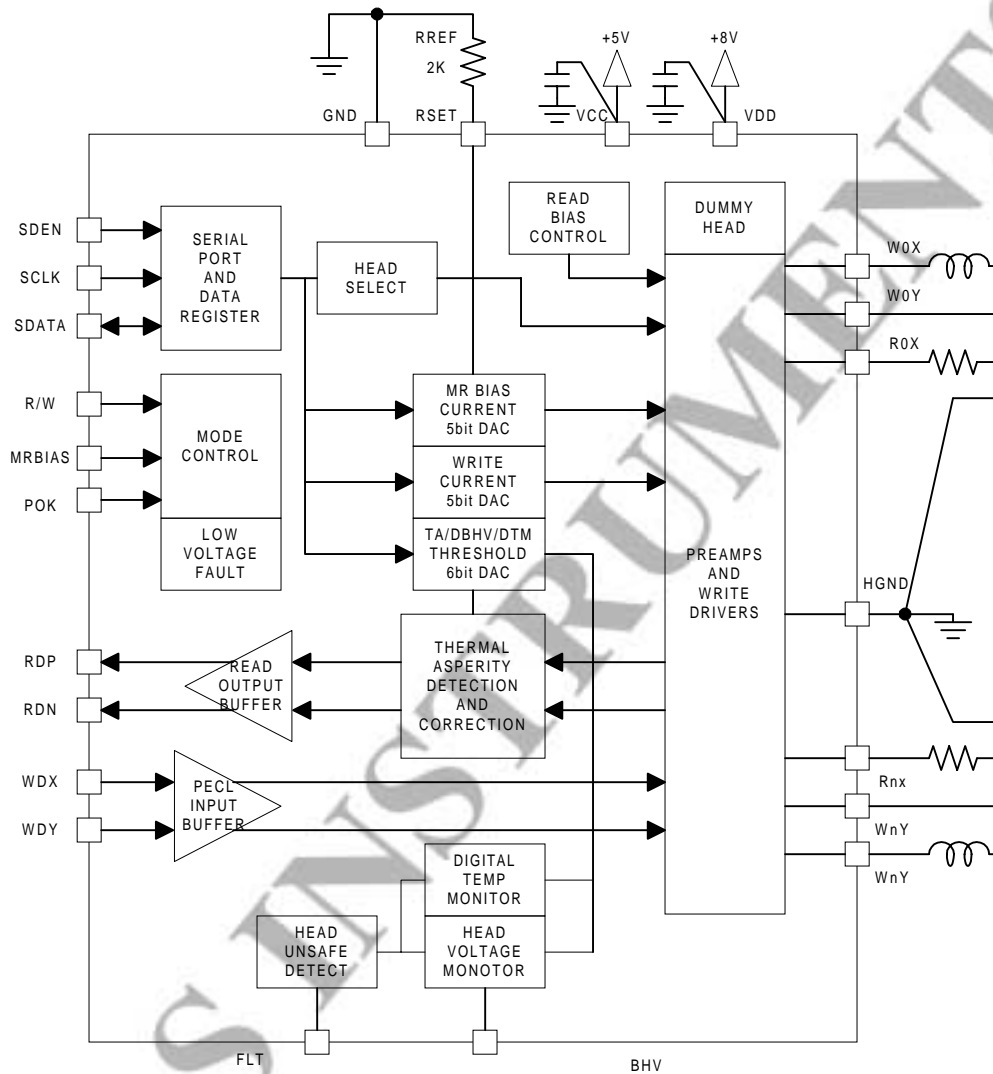 RREF
2K
+5V
+8V
GND
RSET
VCC
VDD
SDEN
SCLK
SDATA
SERIAL
PORT
AND
DATA
REGISTER
HEAD
SELECT
READ
BIAS
CONTROL
DUMMY
HEAD
W0X
W0Y
R0X
R/W
MRBIAS
POK
MODE
CONTROL
LOW
VOLTAGE
FAULT
MR BIAS
CURRENT
5bit DAC
WRITE
CURRENT
5bit DAC
TA/DBHV/DTM
THRESHOLD
6bit DAC
PREAMPS
AND
WRITE
DRIVERS
HGND
RDP
RDN
READ
OUTPUT
BUFFER
THERMAL
ASPERITY
DETECTION
AND
CORRECTION
WDX
WDY
PECL
INPUT
BUFFER
Rnx
WnY
WnY
DIGITAL
TEMP
MONITOR
HEAD
UNSAFE
DETECT
HEAD
VOLTAGE
MONOTOR
FLT
BHV
S INSTRUMENTS